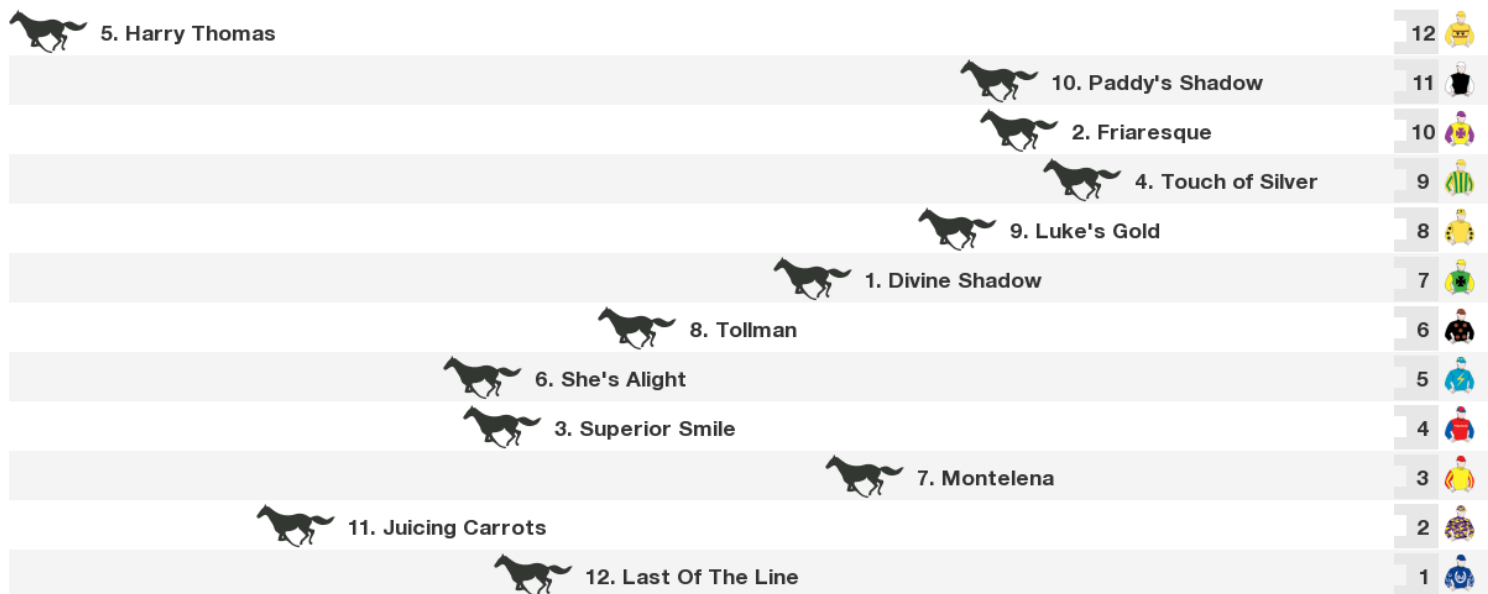 5. Harry Thomas 12
10. Paddy's Shadow 11
2. Friaresque 10
4. Touch of Silver 9
9. Luke's Gold 8
1. Divine Shadow 7
8. Tollman 6
6. She's Alight 5
3. Superior Smile 4
7. Montelena 3
11. Juicing Carrots 2
12. Last Of The Line 1